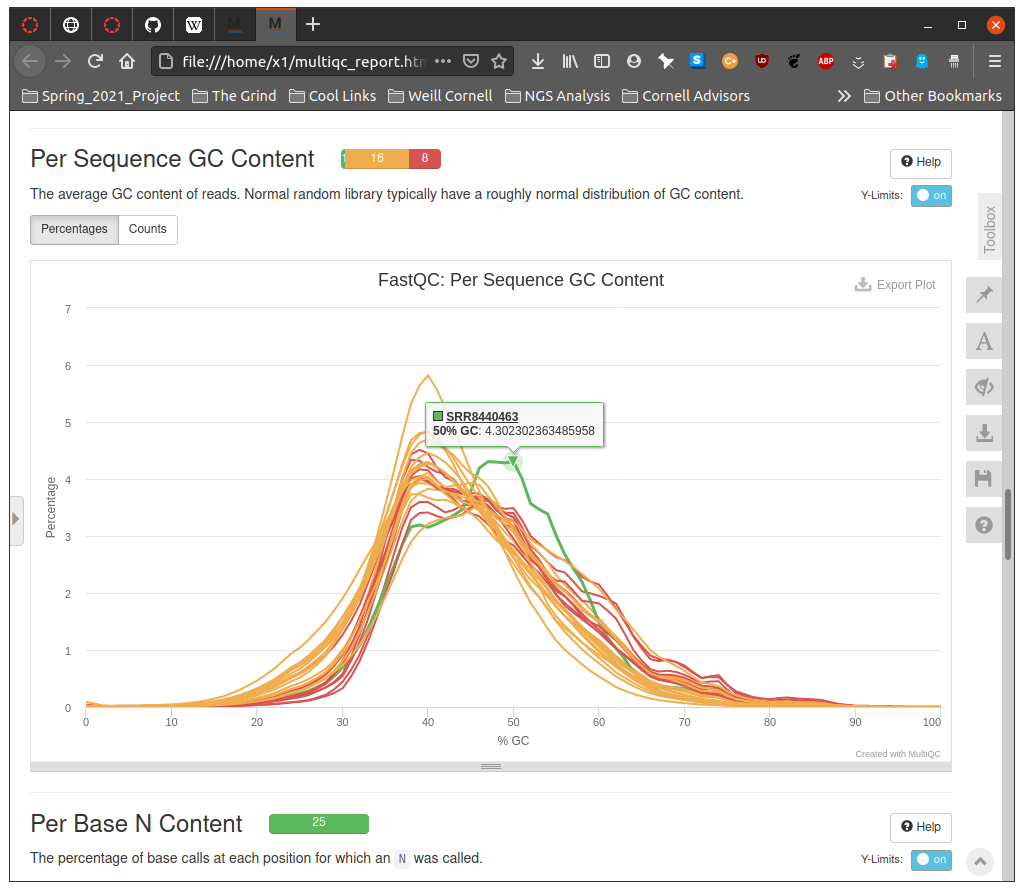 W M M
file:///home/x1/multiqc_report.htm
S C+ UD ABP
Spring_2021_Project The Grind Cool Links Weill Cornell NGS Analysis Cornell Advisors Other Bookmarks
Per Sequence GC Content 1 16 8 Help
The average GC content of reads. Normal random library typically have a roughly normal distribution of GC content. Y-Limits: on
Percentages Counts
Toolbox
FastQC: Per Sequence GC Content
Export Plot
A
7
6
5
4
3
2
1
0
Percentage
SRR8440463
50% GC: 4.302302363485958
0 10 20 30 40 50 60 70 80 90 100
% GC
Created with MultiQC
Per Base N Content 25 Help
The percentage of base calls at each position for which an N was called. Y-Limits: on